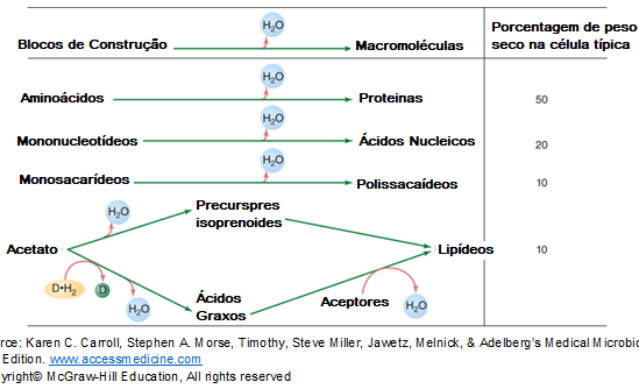 Blocos de Construção H₂O Macromoléculas Porcentagem de peso
seco na célula típica
Aminoácidos H₂O Proteinas 50
Mononucleotídeos H₂O Ácidos Nucleicos 20
Monosacarídeos H₂O Polissacaídeos 10
Precurspres
isoprenoides
H₂O
Acetato Lipídeos 10
D•H₂ D H₂O
Ácidos
Graxos
Aceptores H₂O
rce: Karen C. Carroll, Stephen A. Morse, Timothy, Steve Miller, Jawetz, Melnick, & Adelberg's Medical Microbio
Edition. www.accessmedicine.com
yright© McGraw-Hill Education, All rights reserved